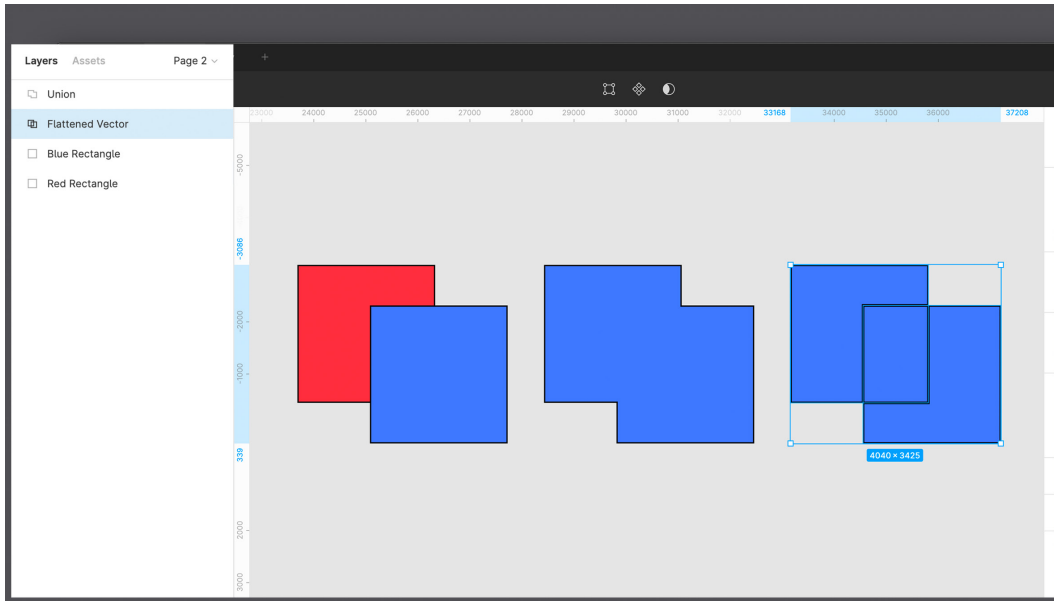 Layers Assets Page 2
+
Union
Flattened Vector
Blue Rectangle
Red Rectangle
23000 24000 25000 26000 27000 28000 29000 30000 31000 32000 33168 34000 35000 36000 37208
-5000
-3086
-2000
-1000
339
2000
3000
4040 × 3425